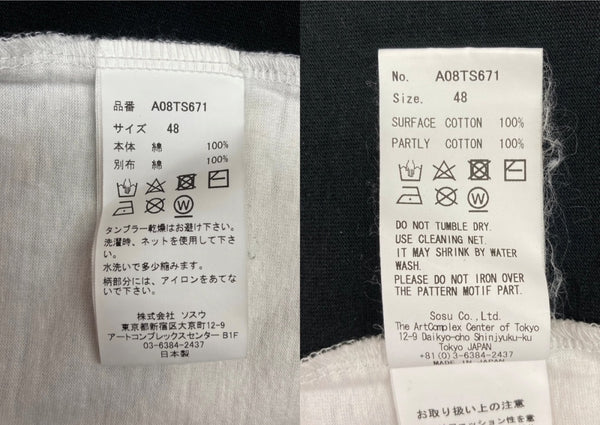 品番 A08TS671
サイズ 48
本体 綿 100%
別布 綿 100%
W
タンブラー乾燥はお避け下さい。
洗濯時、ネットを使用して下さい。
水洗いで多少縮みます。
柄部分には、アイロンをあてないで下さい。
株式会社 ソスウ
東京都新宿区大京町12-9
アートコンプレックスセンター B1F
03-6384-2437
日本製
No. A08TS671
Size. 48
SURFACE COTTON 100%
PARTLY COTTON 100%
W
DO NOT TUMBLE DRY.
USE CLEANING NET.
IT MAY SHRINK BY WATER
WASH.
PLEASE DO NOT IRON OVER
THE PATTERN MOTIF PART.
Sosu Co.,Ltd.
The ArtComplex Center of Tokyo
12-9 Daikyo-cho Shinjyuku-ku
Tokyo JAPAN
+81(0)3-6384-2437
MADE IN JAPAN
お取り扱い上の注意